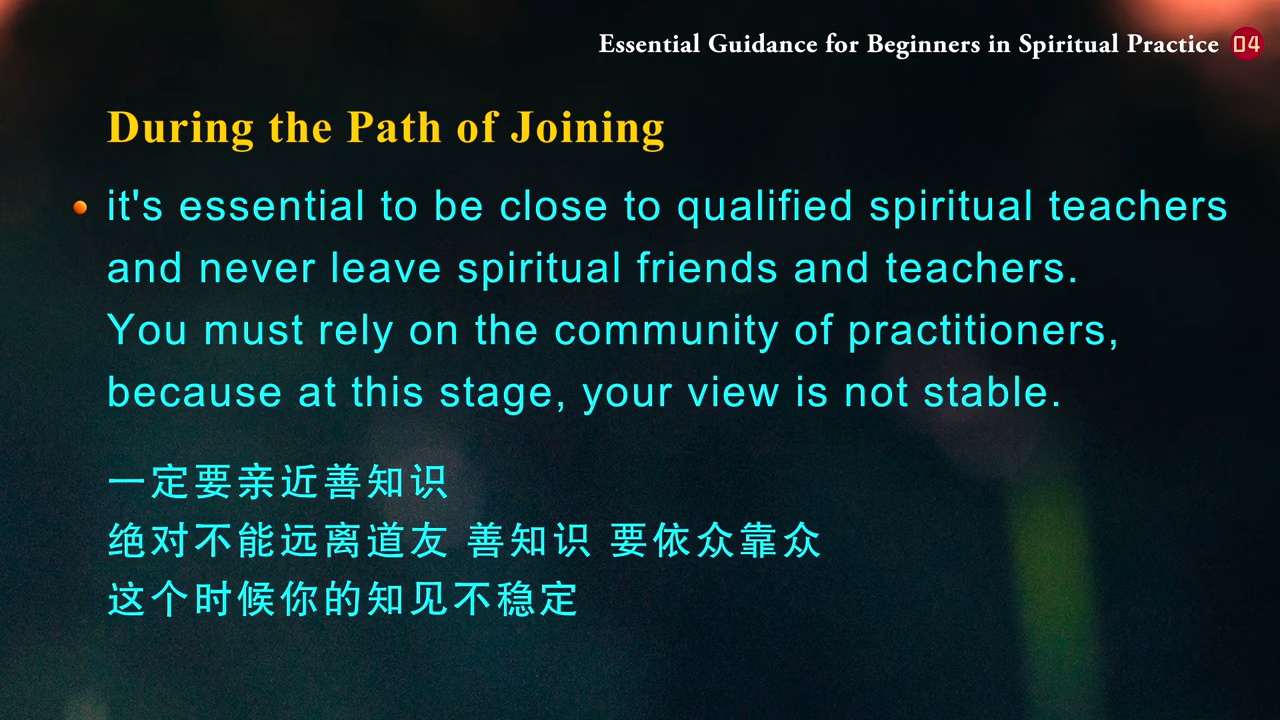 Essential Guidance for Beginners in Spiritual Practice 04
During the Path of Joining
it's essential to be close to qualified spiritual teachers
and never leave spiritual friends and teachers.
You must rely on the community of practitioners,
because at this stage, your view is not stable.
一定要亲近善知识
绝对不能远离道友 善知识 要依众靠众
这个时候你的知见不稳定